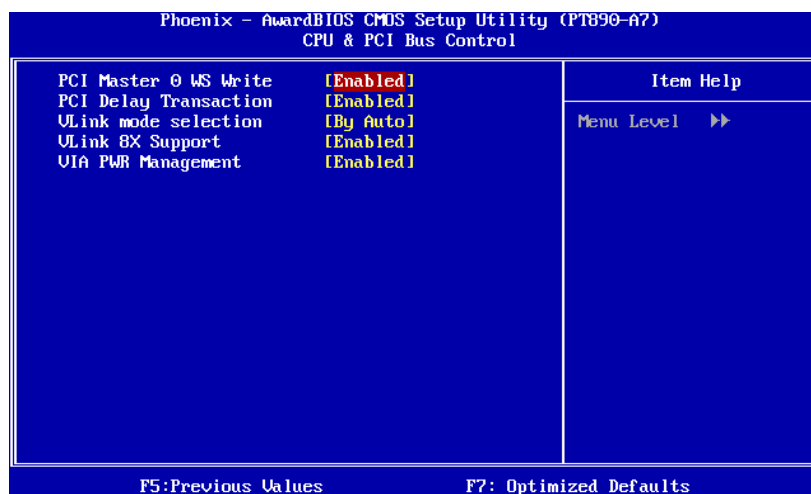 Phoenix - AwardBIOS CMOS Setup Utility (PT890-A7)
CPU & PCI Bus Control
PCI Master 0 WS Write [Enabled]
PCI Delay Transaction [Enabled]
VLink mode selection [By Auto]
VLink 8X Support [Enabled]
VIA PWR Management [Enabled]
Item Help
Menu Level ▶▶
F5:Previous Values F7: Optimized Defaults